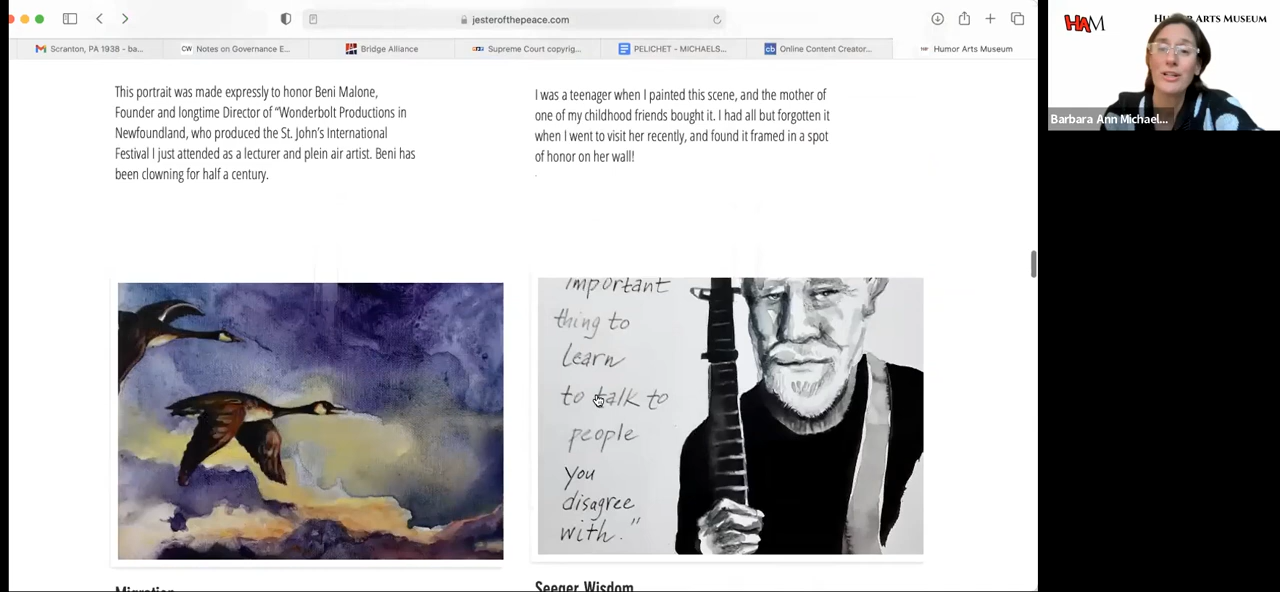 jesterofthepeace.com
Scranton, PA 1938 - ba...
Notes on Governance E...
Bridge Alliance
Supreme Court copyrig...
PELICHET - MICHAELS...
Online Content Creator...
Humor Arts Museum
HAM
Humor Arts Museum
Barbara Ann Michael...
This portrait was made expressly to honor Beni Malone,
Founder and longtime Director of “Wonderbolt Productions in
Newfoundland, who produced the St. John’s International
Festival I just attended as a lecturer and plein air artist. Beni has
been clowning for half a century.
I was a teenager when I painted this scene, and the mother of
one of my childhood friends bought it. I had all but forgotten it
when I went to visit her recently, and found it framed in a spot
of honor on her wall!
important
thing to
learn
to talk to
people
you
disagree
with.”
Migration
Seeger Wisdom